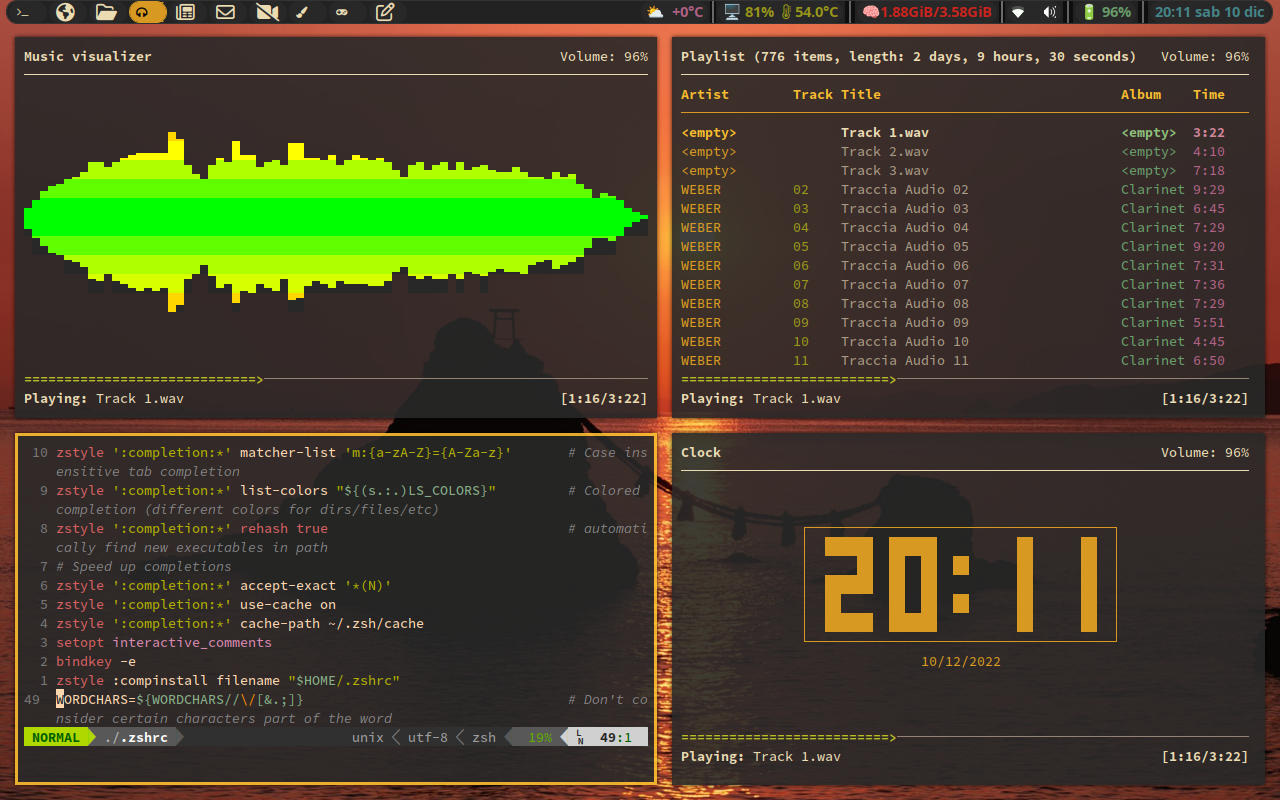 >_ +0°C 81% 54.0°C 1.88GiB/3.58GiB 96% 20:11 sab 10 dic
Music visualizer Volume: 96%
=============================>
Playing: Track 1.wav [1:16/3:22]
Playlist (776 items, length: 2 days, 9 hours, 30 seconds) Volume: 96%
Artist Track Title Album Time
<empty> Track 1.wav <empty> 3:22
<empty> Track 2.wav <empty> 4:10
<empty> Track 3.wav <empty> 7:18
WEBER 02 Traccia Audio 02 Clarinet 9:29
WEBER 03 Traccia Audio 03 Clarinet 6:45
WEBER 04 Traccia Audio 04 Clarinet 7:29
WEBER 05 Traccia Audio 05 Clarinet 9:20
WEBER 06 Traccia Audio 06 Clarinet 7:31
WEBER 07 Traccia Audio 07 Clarinet 7:36
WEBER 08 Traccia Audio 08 Clarinet 7:29
WEBER 09 Traccia Audio 09 Clarinet 5:51
WEBER 10 Traccia Audio 10 Clarinet 4:45
WEBER 11 Traccia Audio 11 Clarinet 6:50
==========================>
Playing: Track 1.wav [1:16/3:22]
10 zstyle ':completion:*' matcher-list 'm:{a-zA-Z}={A-Za-z}' # Case ins
ensitive tab completion
9 zstyle ':completion:*' list-colors "${(s.:.)LS_COLORS}" # Colored
completion (different colors for dirs/files/etc)
8 zstyle ':completion:*' rehash true # automati
cally find new executables in path
7 # Speed up completions
6 zstyle ':completion:*' accept-exact '*(N)'
5 zstyle ':completion:*' use-cache on
4 zstyle ':completion:*' cache-path ~/.zsh/cache
3 setopt interactive_comments
2 bindkey -e
1 zstyle :compinstall filename "$HOME/.zshrc"
49 WORDCHARS=${WORDCHARS//\/[&.;]} # Don't co
nsider certain characters part of the word
NORMAL ./.zshrc unix utf-8 zsh 19% LN 49:1
Clock Volume: 96%
20:11
10/12/2022
==========================>
Playing: Track 1.wav [1:16/3:22]